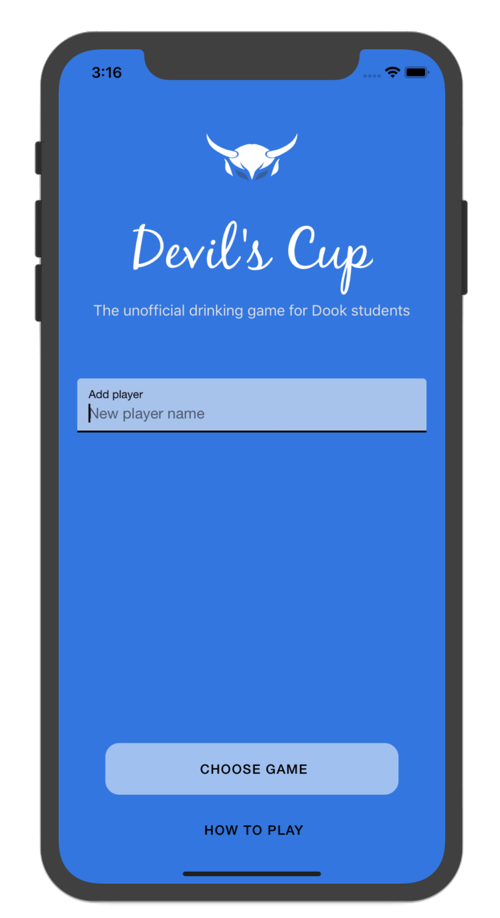 3:16
Devil's Cup
The unofficial drinking game for Dook students
Add player
New player name
CHOOSE GAME
HOW TO PLAY